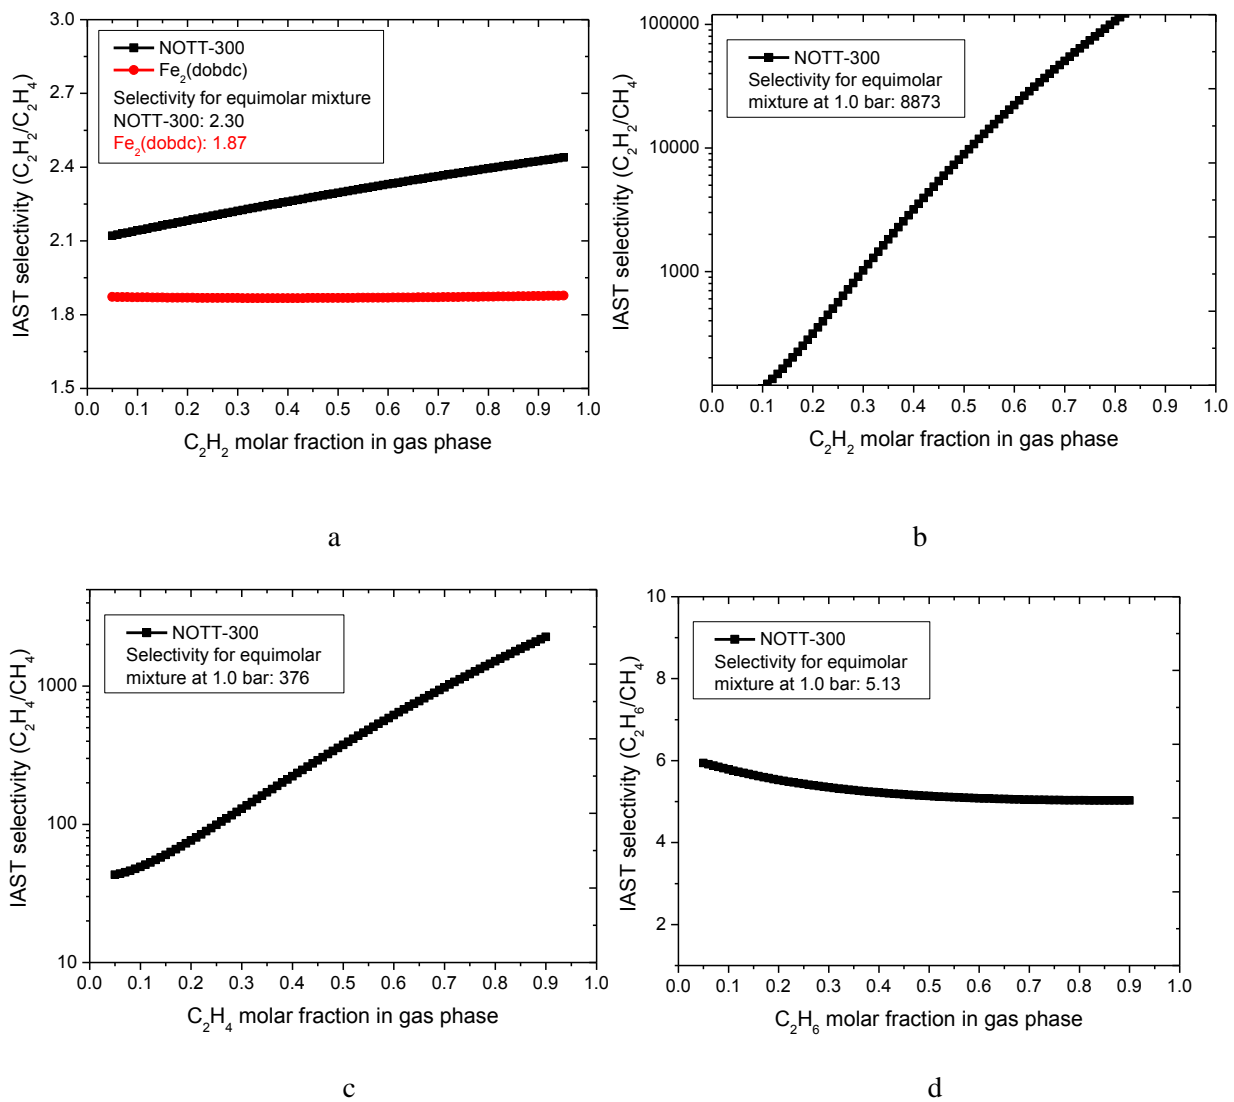 3.0
2.7
2.4
2.1
1.8
1.5
IAST selectivity (C2H2/C2H4)
NOTT-300
Fe2(dobdc)
Selectivity for equimolar mixture
NOTT-300: 2.30
Fe2(dobdc): 1.87
0.0 0.1 0.2 0.3 0.4 0.5 0.6 0.7 0.8 0.9 1.0
C2H2 molar fraction in gas phase
a
100000
10000
1000
IAST selectivity (C2H2/CH4)
NOTT-300
Selectivity for equimolar
mixture at 1.0 bar: 8873
0.0 0.1 0.2 0.3 0.4 0.5 0.6 0.7 0.8 0.9 1.0
C2H2 molar fraction in gas phase
b
1000
100
10
IAST selectivity (C2H4/CH4)
NOTT-300
Selectivity for equimolar
mixture at 1.0 bar: 376
0.0 0.1 0.2 0.3 0.4 0.5 0.6 0.7 0.8 0.9 1.0
C2H4 molar fraction in gas phase
c
10
8
6
4
2
IAST selectivity (C2H6/CH4)
NOTT-300
Selectivity for equimolar
mixture at 1.0 bar: 5.13
0.0 0.1 0.2 0.3 0.4 0.5 0.6 0.7 0.8 0.9 1.0
C2H6 molar fraction in gas phase
d